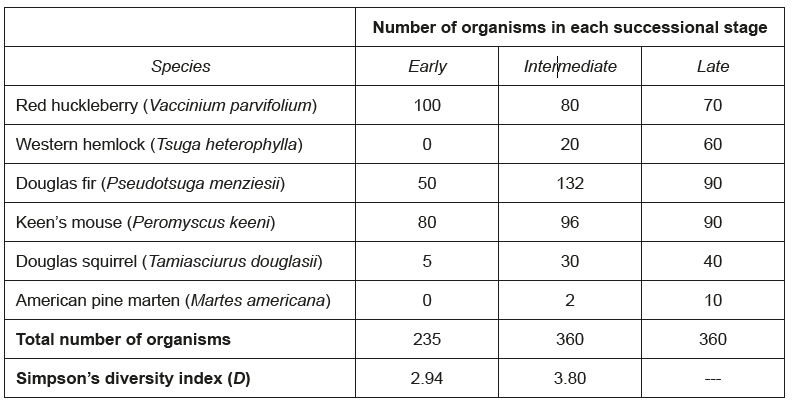 Number of organisms in each successional stage
Species Early Intermediate Late
Red huckleberry (Vaccinium parvifolium) 100 80 70
Western hemlock (Tsuga heterophylla) 0 20 60
Douglas fir (Pseudotsuga menziesii) 50 132 90
Keen's mouse (Peromyscus keeni) 80 96 90
Douglas squirrel (Tamiasciurus douglasii) 5 30 40
American pine marten (Martes americana) 0 2 10
Total number of organisms 235 360 360
Simpson's diversity index (D) 2.94 3.80 ---